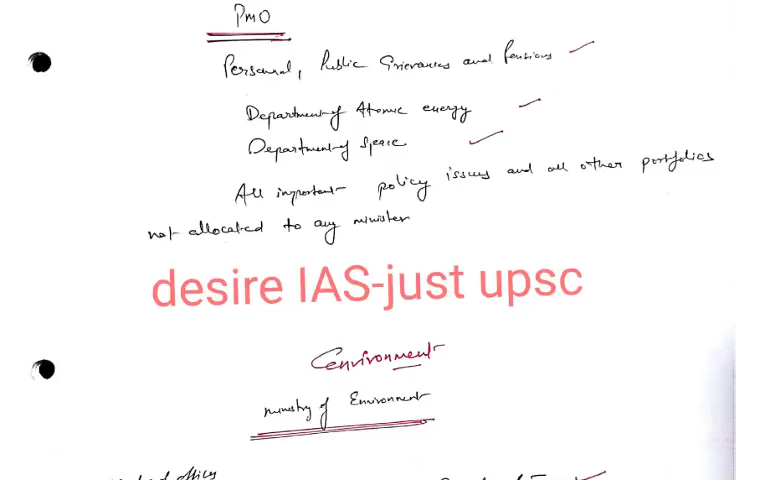 PMO
Personal, Public Grievances and Pensions
Department of Atomic energy
Department of Space
All important policy issues and all other portfolios
not allocated to any minister
desire IAS-just upsc
Environment
ministry of Environment
offices